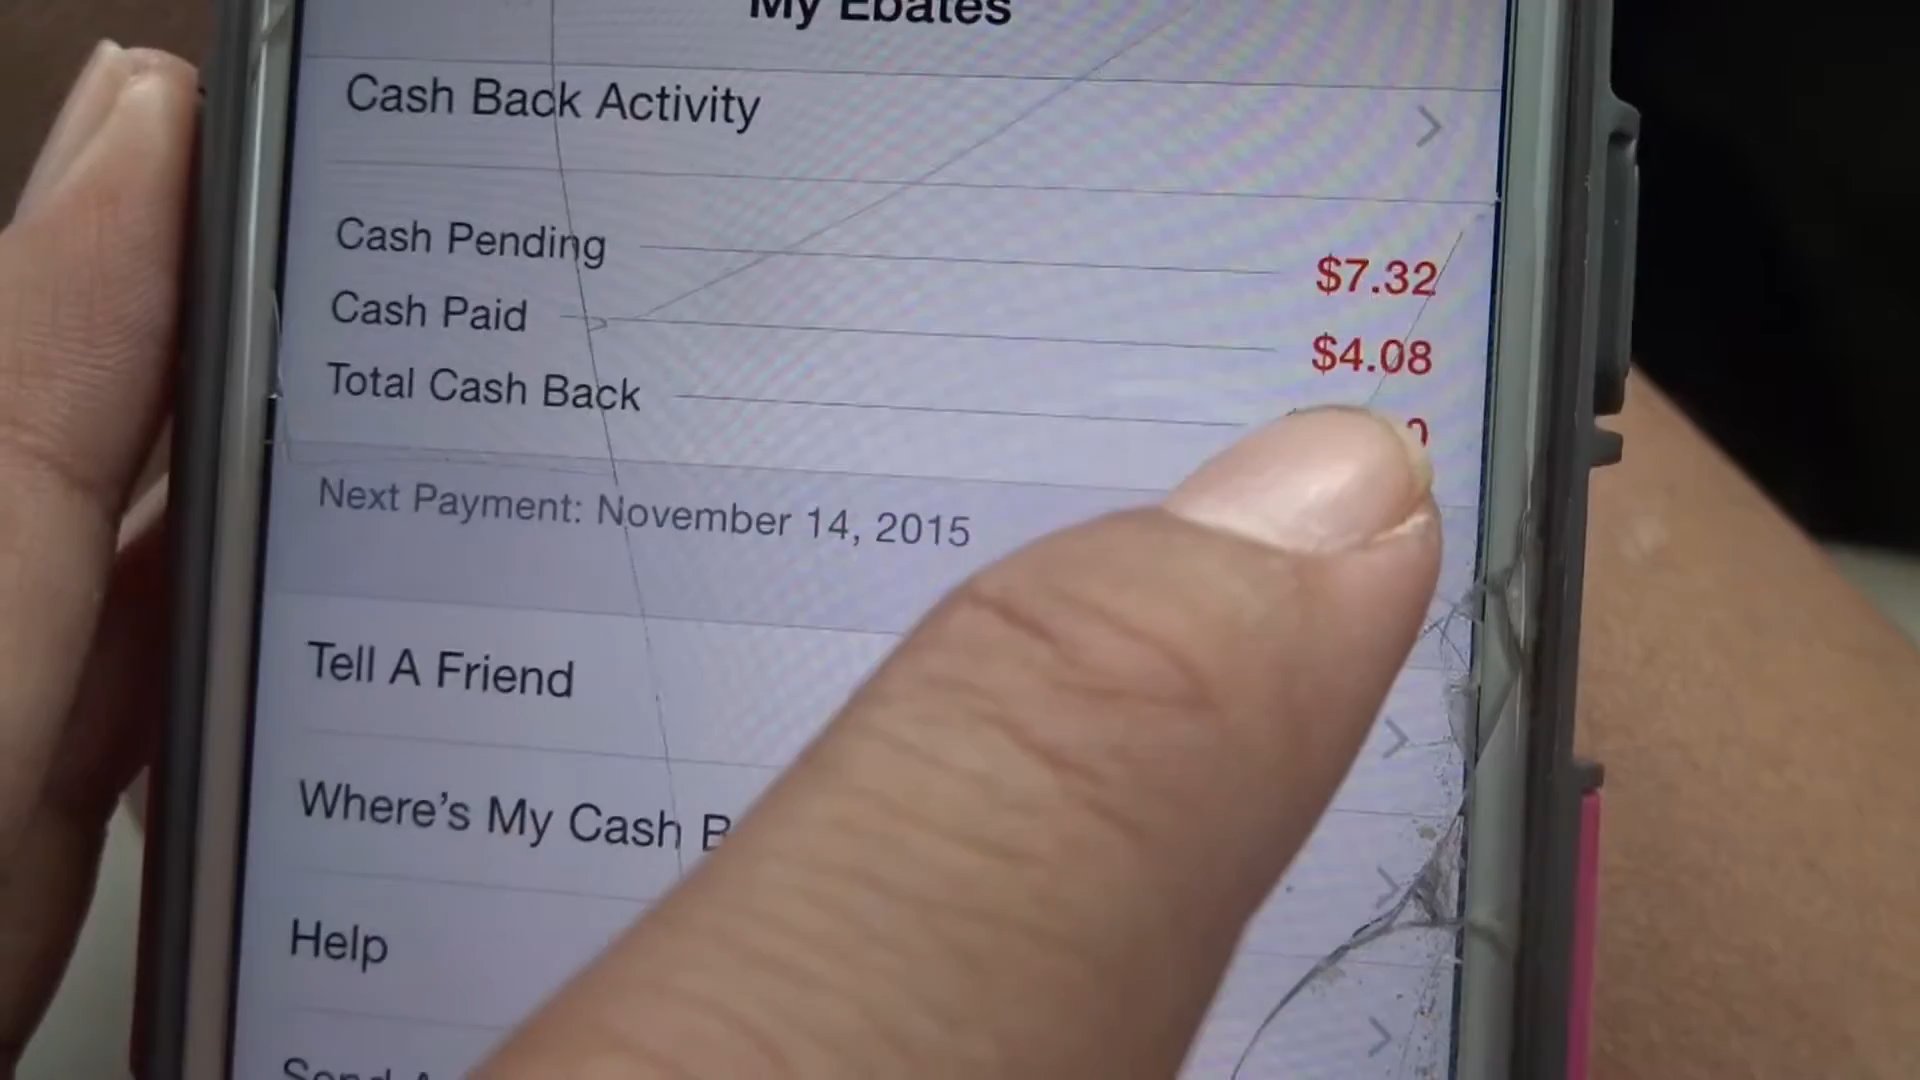 My Ebates
Cash Back Activity
Cash Pending $7.32
Cash Paid $4.08
Total Cash Back
Next Payment: November 14, 2015
Tell A Friend
Where's My Cash
Help